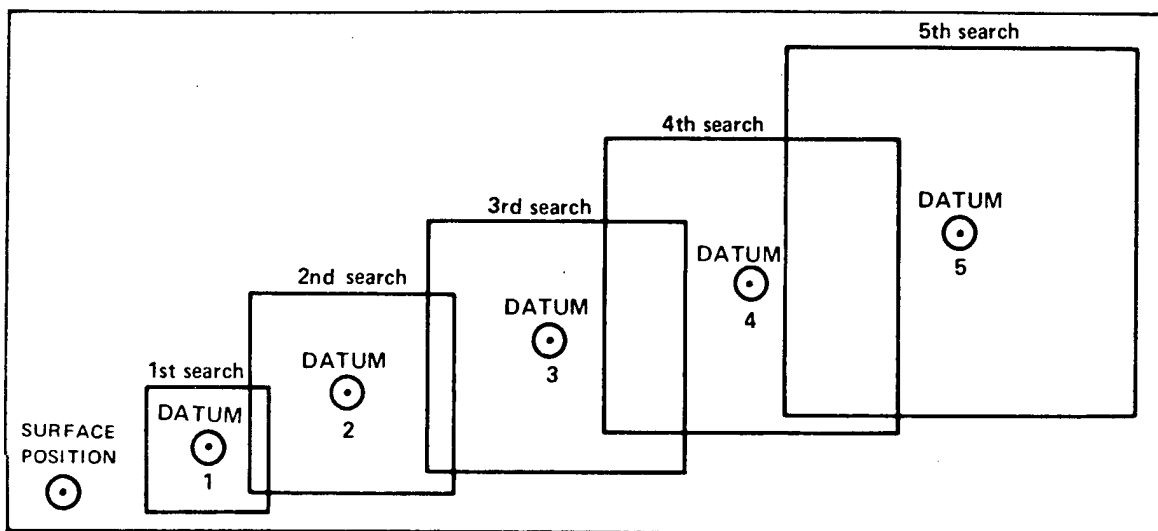 5th search
4th search
DATUM
5
3rd search
DATUM
4
2nd search
DATUM
3
1st search
DATUM
2
DATUM
1
SURFACE
POSITION